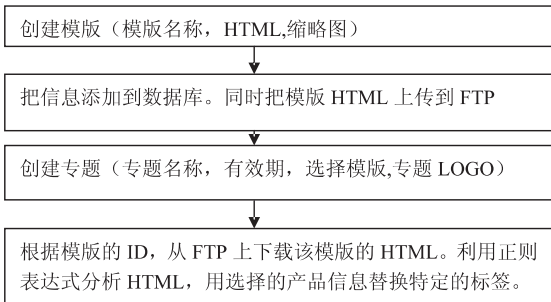 创建模版（模版名称，HTML,缩略图）
把信息添加到数据库。同时把模版 HTML 上传到 FTP
创建专题（专题名称，有效期，选择模版,专题 LOGO）
根据模版的 ID，从 FTP 上下载该模版的 HTML。利用正则
表达式分析 HTML，用选择的产品信息替换特定的标签。